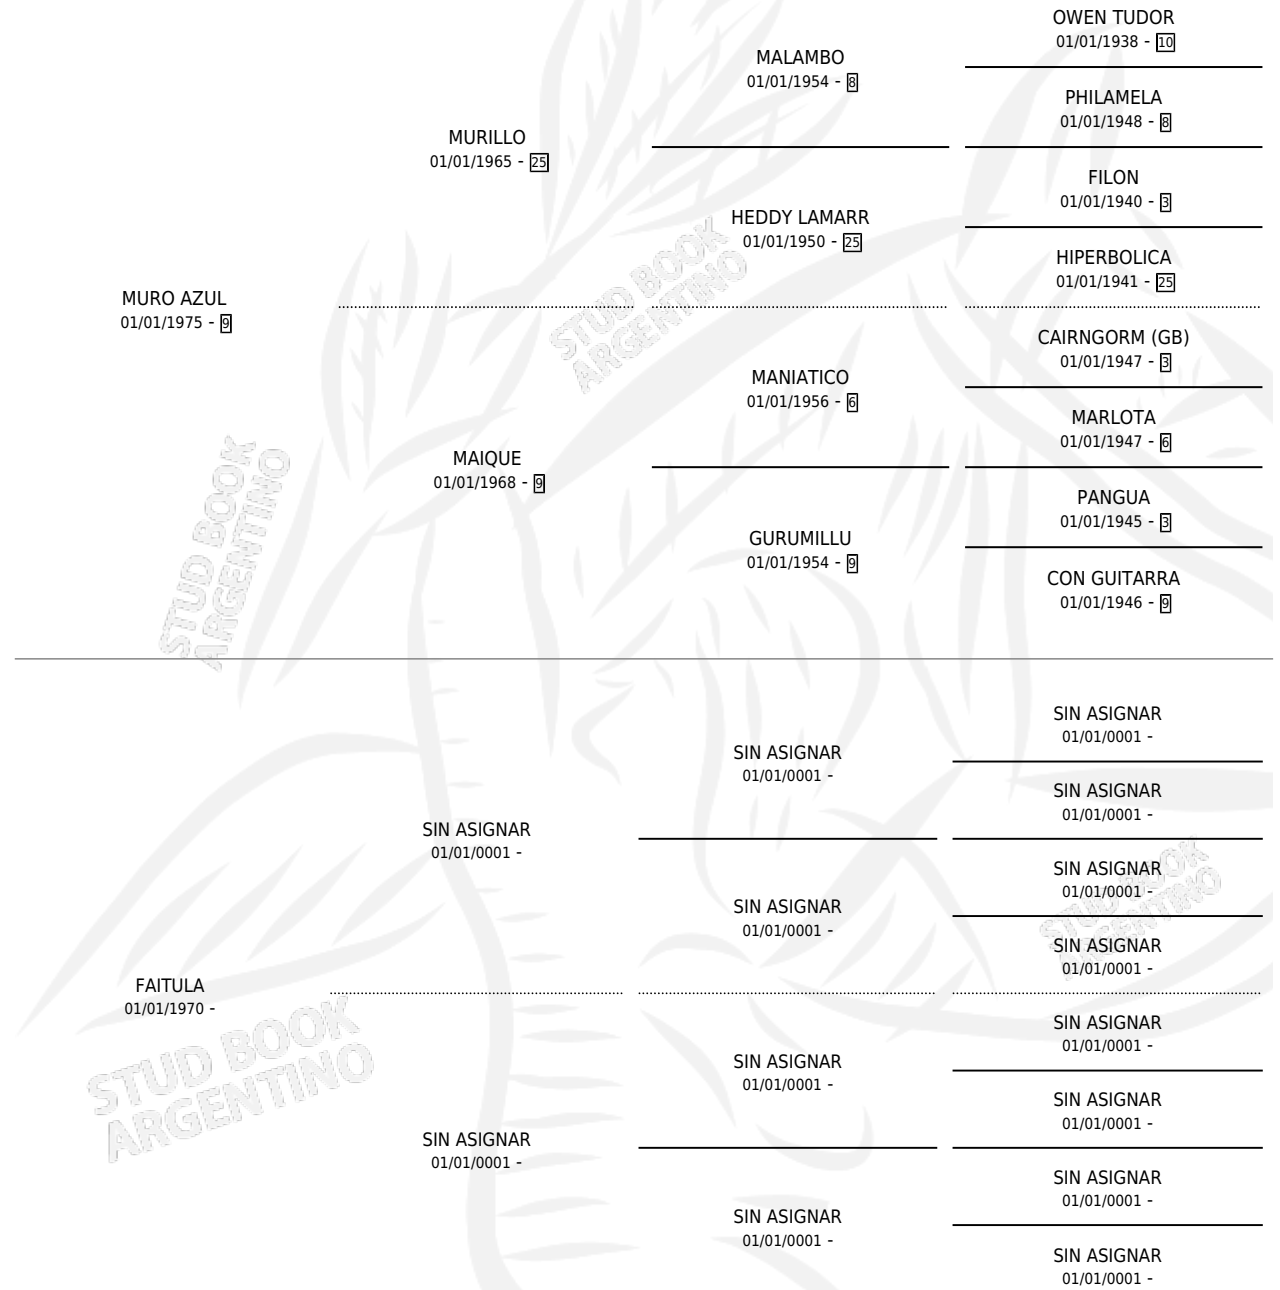 OWEN TUDOR
01/01/1938 - 10
MALAMBO
01/01/1954 - 8
PHILAMELA
01/01/1948 - 8
MURILLO
01/01/1965 - 25
FILON
01/01/1940 - 3
HEDDY LAMARR
01/01/1950 - 25
HIPERBOLICA
01/01/1941 - 25
MURO AZUL
01/01/1975 - 9
STUD BOOK
ARGENTINO
CAIRNGORM (GB)
01/01/1947 - 3
MANIATICO
01/01/1956 - 6
MARLOTA
01/01/1947 - 6
MAIQUE
01/01/1968 - 9
PANGUA
01/01/1945 - 3
GURUMILLU
01/01/1954 - 9
CON GUITARRA
01/01/1946 - 9
STUD BOOK
ARGENTINO
SIN ASIGNAR
01/01/0001 -
SIN ASIGNAR
01/01/0001 -
SIN ASIGNAR
01/01/0001 -
SIN ASIGNAR
01/01/0001 -
SIN ASIGNAR
01/01/0001 -
SIN ASIGNAR
01/01/0001 -
SIN ASIGNAR
01/01/0001 -
STUD BOOK
ARGENTINO
FAITULA
01/01/1970 -
STUD BOOK
ARGENTINO
SIN ASIGNAR
01/01/0001 -
SIN ASIGNAR
01/01/0001 -
SIN ASIGNAR
01/01/0001 -
SIN ASIGNAR
01/01/0001 -
SIN ASIGNAR
01/01/0001 -
SIN ASIGNAR
01/01/0001 -
SIN ASIGNAR
01/01/0001 -